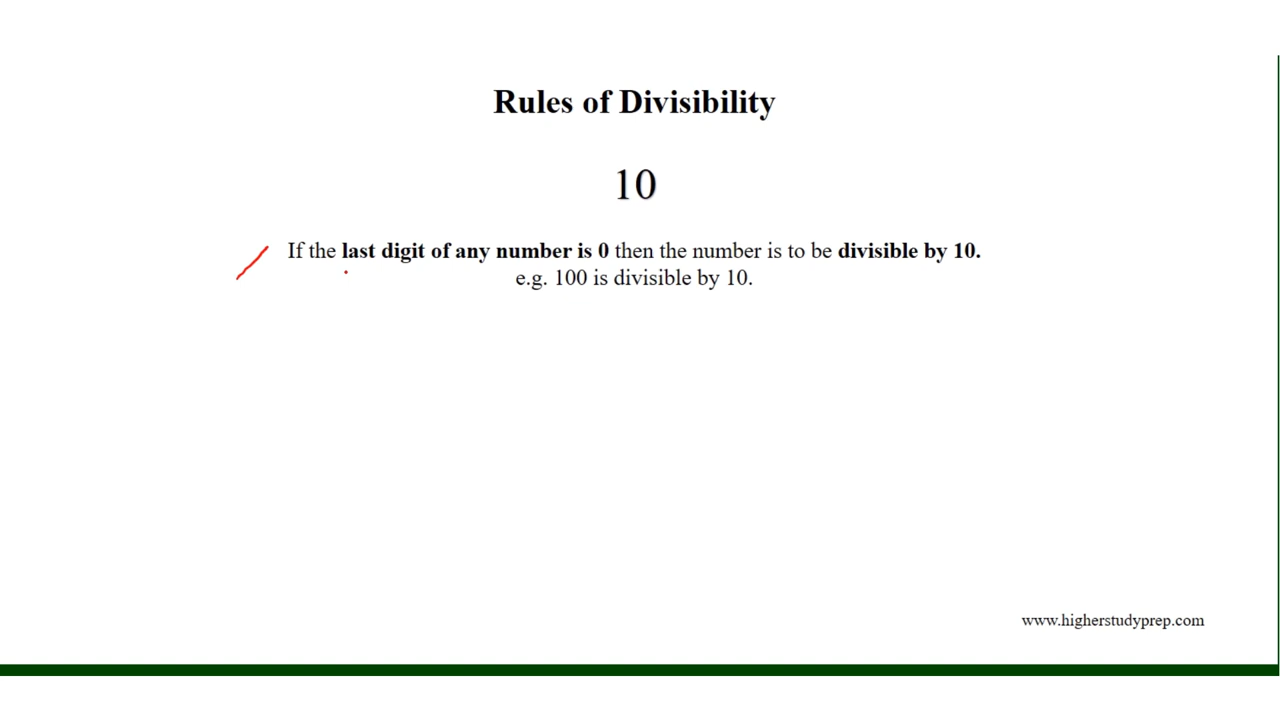 Rules of Divisibility
10
If the last digit of any number is 0 then the number is to be divisible by 10.
e.g. 100 is divisible by 10.
www.higherstudyprep.com